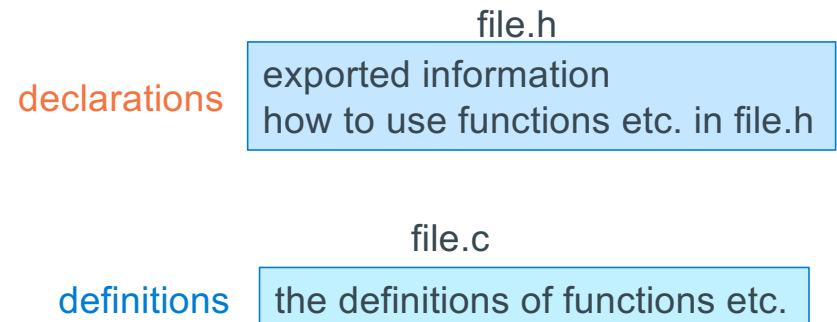 file.h
declarations
exported information
how to use functions etc. in file.h
file.c
definitions
the definitions of functions etc.